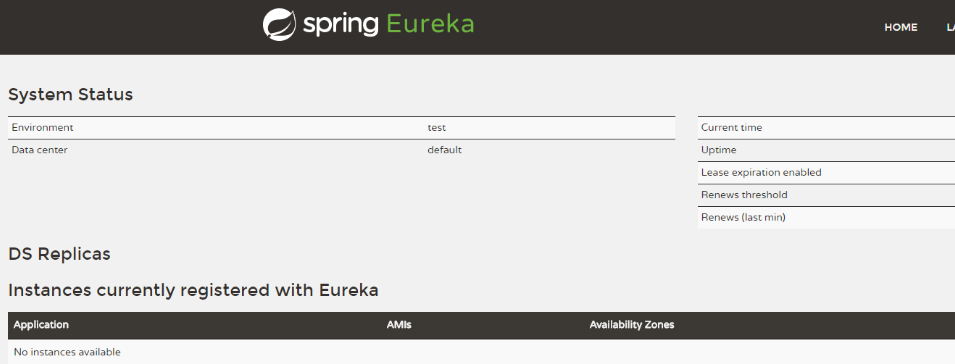 spring Eureka
HOME
System Status
Environment test
Data center default
Current time
Uptime
Lease expiration enabled
Renews threshold
Renews (last min)
DS Replicas
Instances currently registered with Eureka
Application AMIs Availability Zones
No instances available